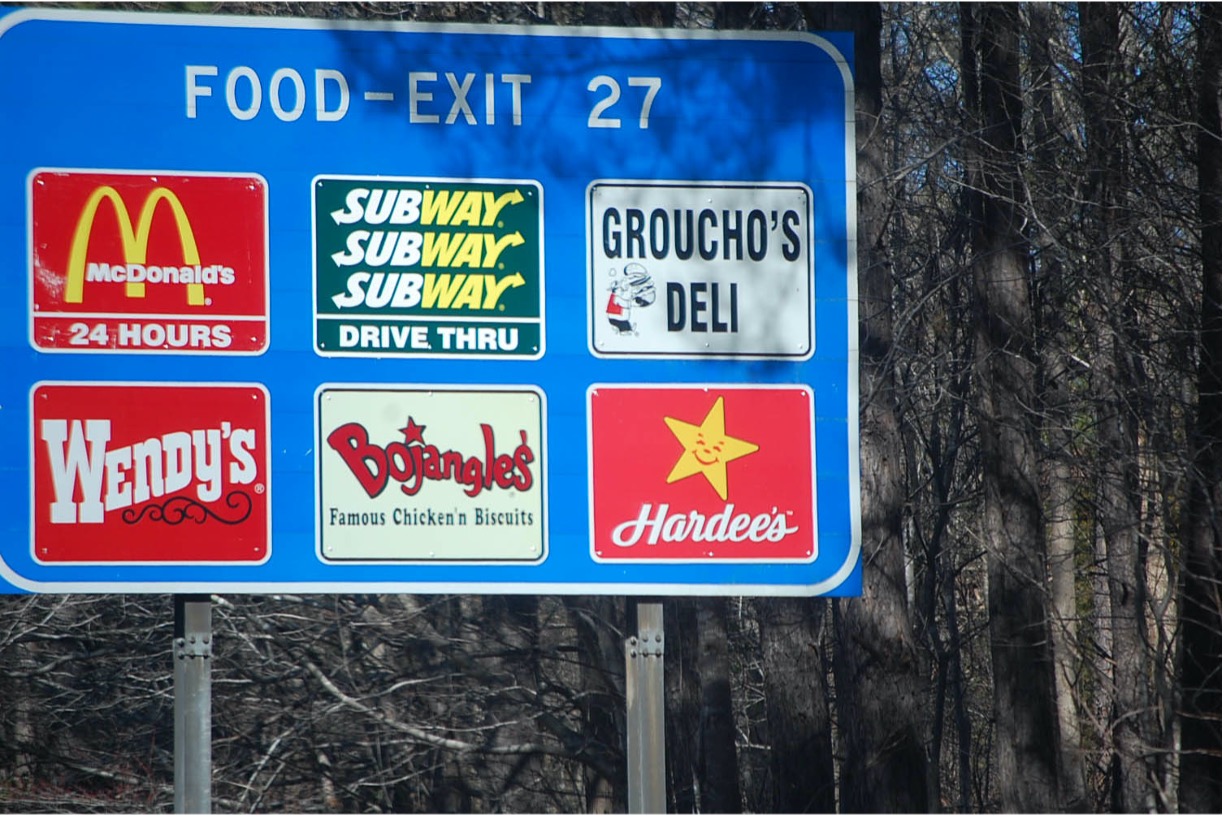 FOOD-EXIT 27
McDonald's
24 HOURS
SUBWAY
SUBWAY
SUBWAY
DRIVE THRU
GROUCHO'S
DELI
Wendy's
Bojangles'
Famous Chicken'n Biscuits
Hardee's